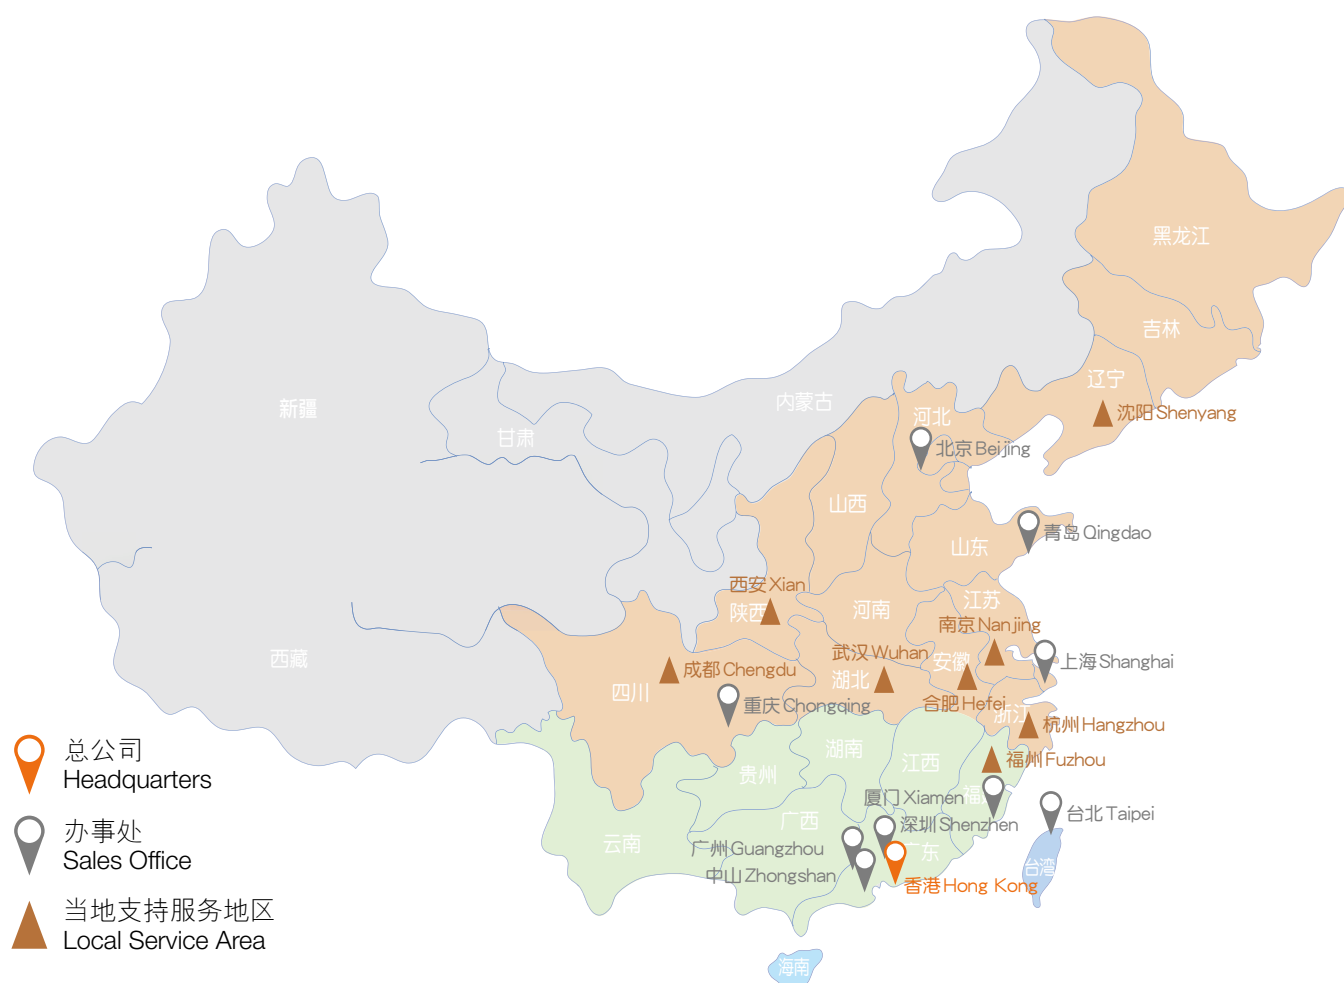 黑龙江
吉林
辽宁
沈阳 Shenyang
新疆
内蒙古
甘肃
河北
北京 Beijing
山西
山东
青岛 Qingdao
西安 Xian
陕西
河南
江苏
南京 Nanjing
武汉 Wuhan
安徽
上海 Shanghai
西藏
四川
成都 Chengdu
湖北
重庆 Chongqing
合肥 Hefei
浙江
杭州 Hangzhou
湖南
江西
福州 Fuzhou
贵州
厦门 Xiamen
台北 Taipei
云南
广西
深圳 Shenzhen
广州 Guangzhou
广东
中山 Zhongshan
香港 Hong Kong
台湾
海南
总公司
Headquarters
办事处
Sales Office
当地支持服务地区
Local Service Area